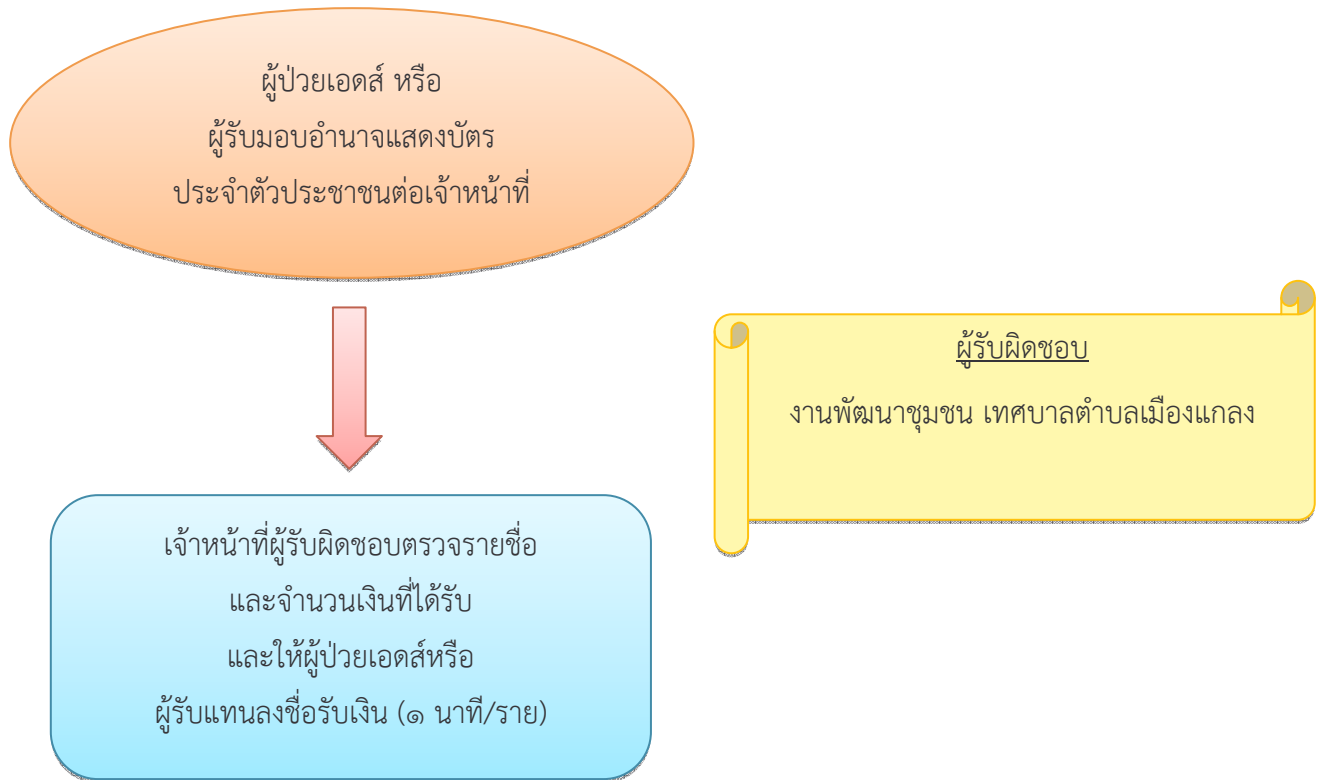 ผู้ป่วยเอดส์ หรือ
ผู้รับมอบอำนาจแสดงบัตร
ประจำตัวประชาชนต่อเจ้าหน้าที่
ผู้รับผิดชอบ
งานพัฒนาชุมชน เทศบาลตำบลเมืองแกลง
เจ้าหน้าที่ผู้รับผิดชอบตรวจรายชื่อ
และจำนวนเงินที่ได้รับ
และให้ผู้ป่วยเอดส์หรือ
ผู้รับแทนลงชื่อรับเงิน (๑ นาที/ราย)